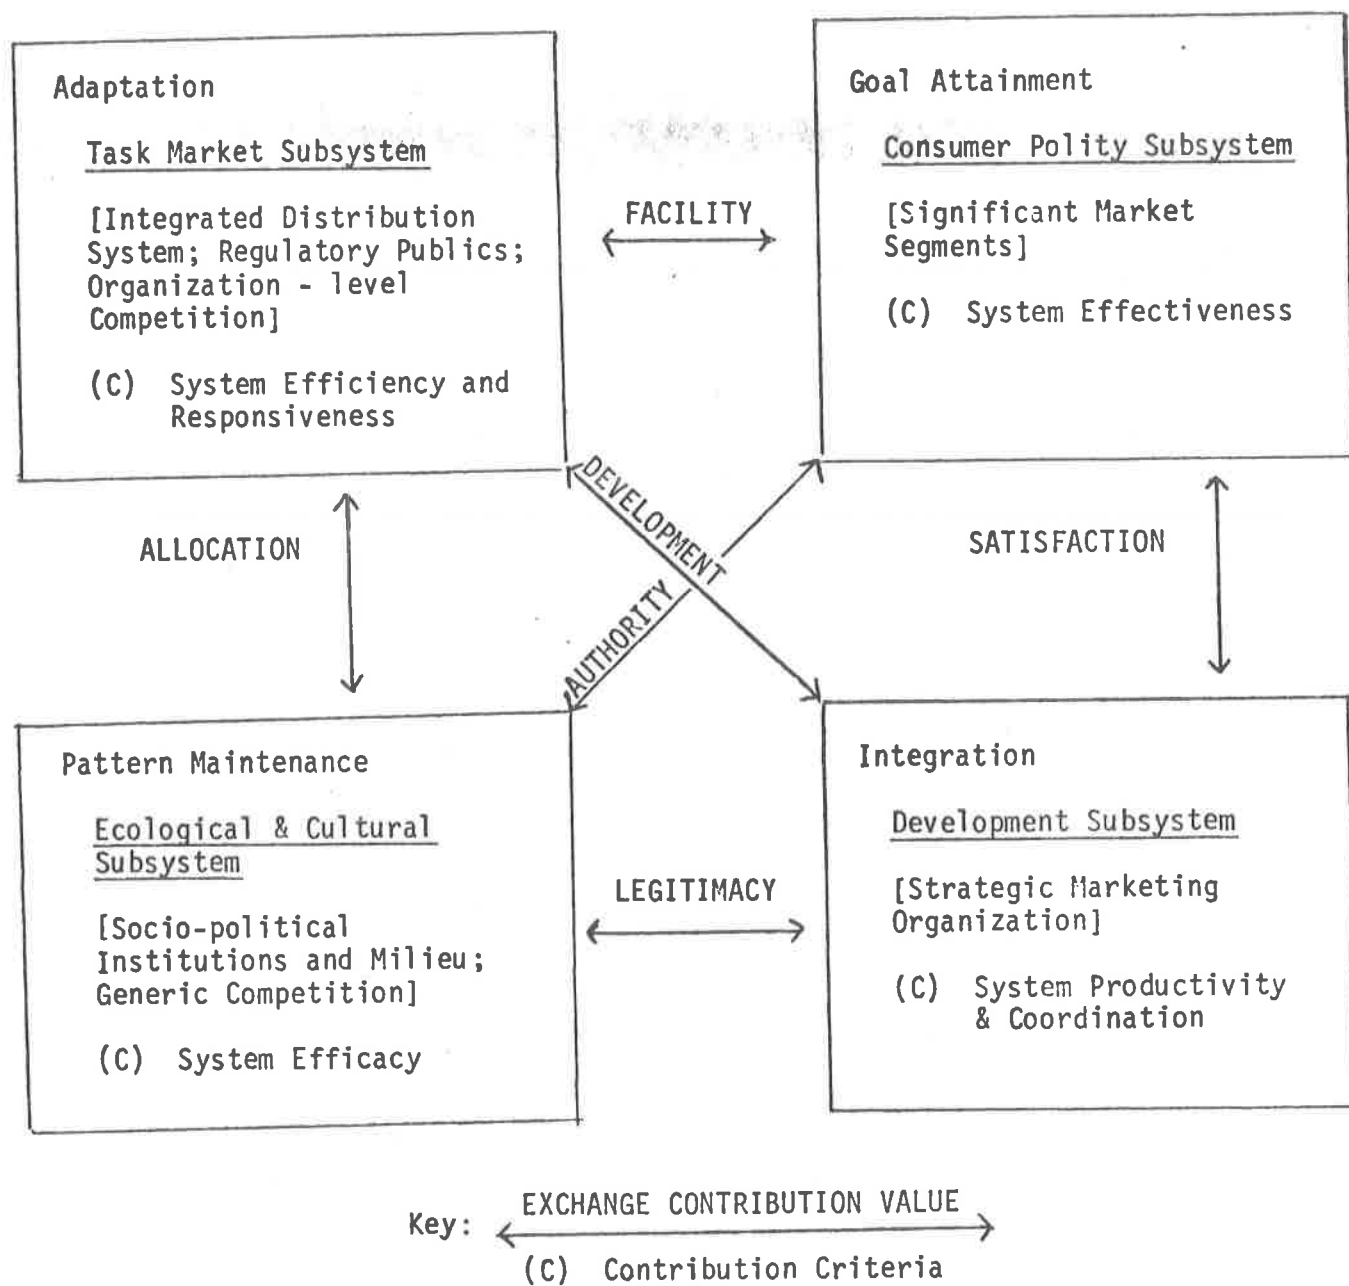 Adaptation
Task Market Subsystem
[Integrated Distribution
System; Regulatory Publics;
Organization - level
Competition]
(C) System Efficiency and
Responsiveness
FACILITY
Goal Attainment
Consumer Polity Subsystem
[Significant Market
Segments]
(C) System Effectiveness
ALLOCATION
DEVELOPMENT
AUTHORITY
SATISFACTION
Pattern Maintenance
Ecological & Cultural
Subsystem
[Socio-political
Institutions and Milieu;
Generic Competition]
(C) System Efficacy
LEGITIMACY
Integration
Development Subsystem
[Strategic Marketing
Organization]
(C) System Productivity
& Coordination
Key: EXCHANGE CONTRIBUTION VALUE
(C) Contribution Criteria